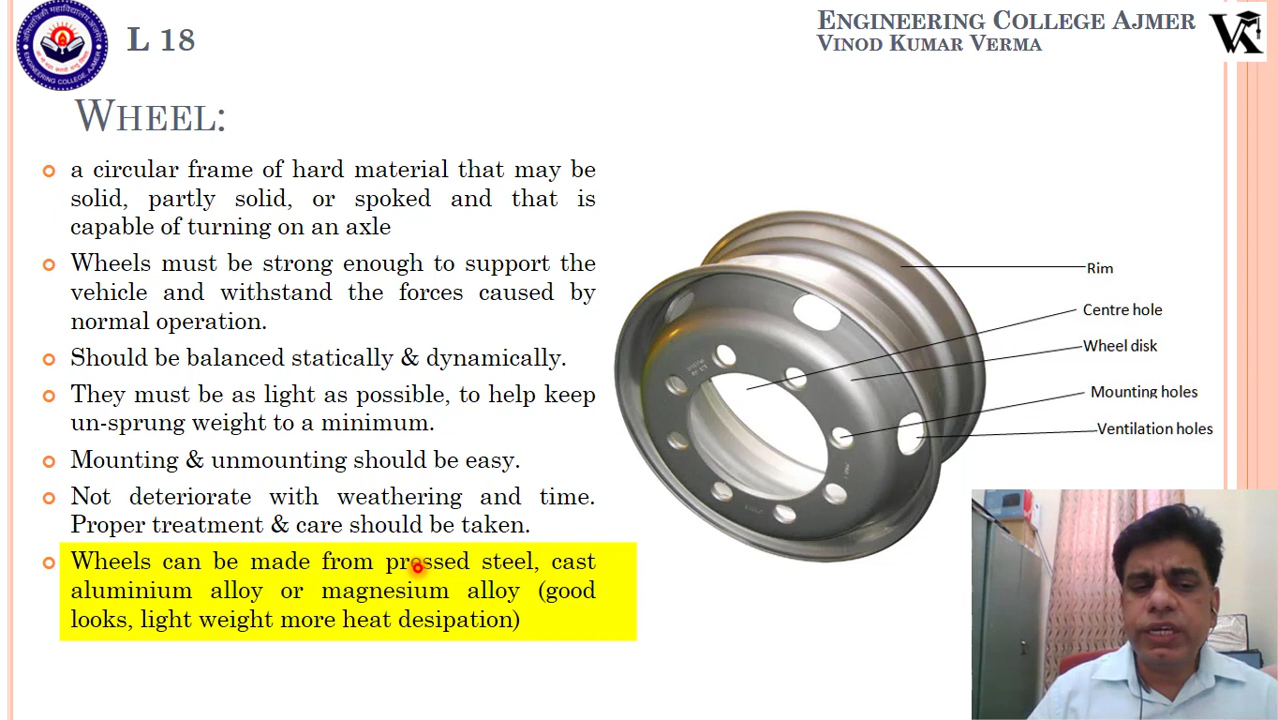 L 18
ENGINEERING COLLEGE AJMER
VINOD KUMAR VERMA
WHEEL:
a circular frame of hard material that may be
solid, partly solid, or spoked and that is
capable of turning on an axle
Wheels must be strong enough to support the
vehicle and withstand the forces caused by
normal operation.
Should be balanced statically & dynamically.
They must be as light as possible, to help keep
un-sprung weight to a minimum.
Mounting & unmounting should be easy.
Not deteriorate with weathering and time.
Proper treatment & care should be taken.
Wheels can be made from pressed steel, cast
aluminium alloy or magnesium alloy (good
looks, light weight more heat desipation)
Rim
Centre hole
Wheel disk
Mounting holes
Ventilation holes